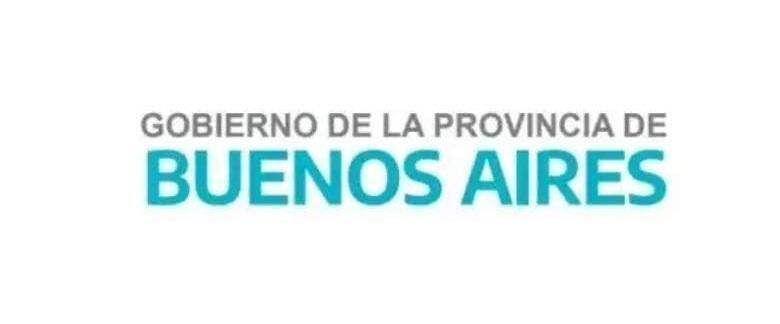 GOBIERNO DE LA PROVINCIA DE
BUENOS AIRES